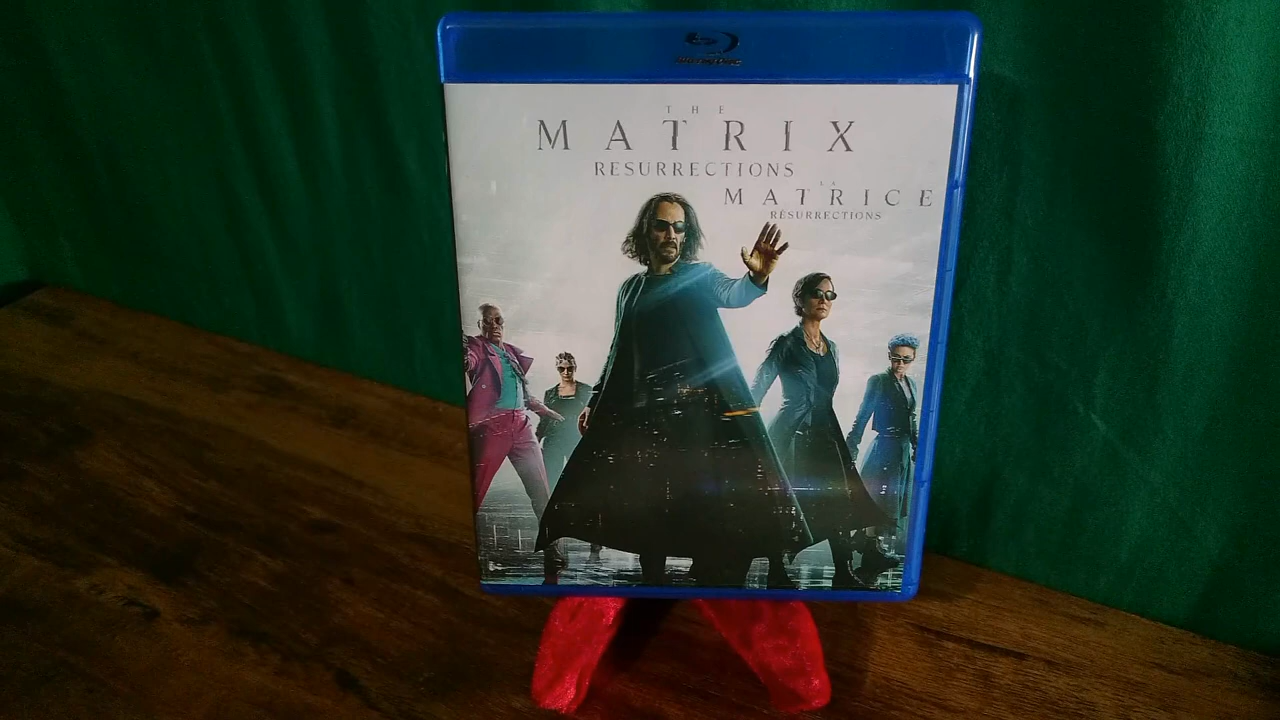 Blu-ray Disc
THE
MATRIX
RESURRECTIONS
LA
MATRICE
RÉSURRECTIONS